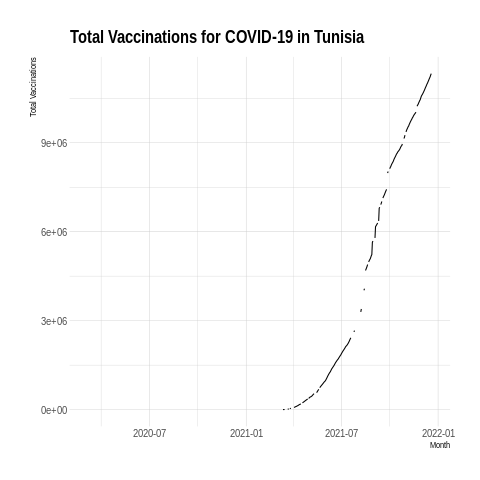 Total Vaccinations for COVID-19 in Tunisia
Total Vaccinations
9e+06
6e+06
3e+06
0e+00
2020-07 2021-01 2021-07 2022-01
Month